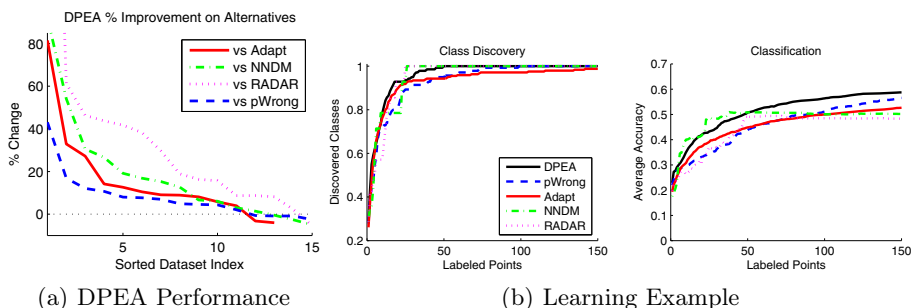 DPEA % Improvement on Alternatives
% Change
80
60
40
20
0
5
10
15
Sorted Dataset Index
vs Adapt
vs NNDM
vs RADAR
vs pWrong
(a) DPEA Performance
Class Discovery
Discovered Classes
1
0.8
0.6
0.4
0.2
0
50
100
150
Labeled Points
DPEA
pWrong
Adapt
NNDM
RADAR
Classification
Average Accuracy
0.7
0.6
0.5
0.4
0.3
0.2
0.1
0
0
50
100
150
Labeled Points
(b) Learning Example